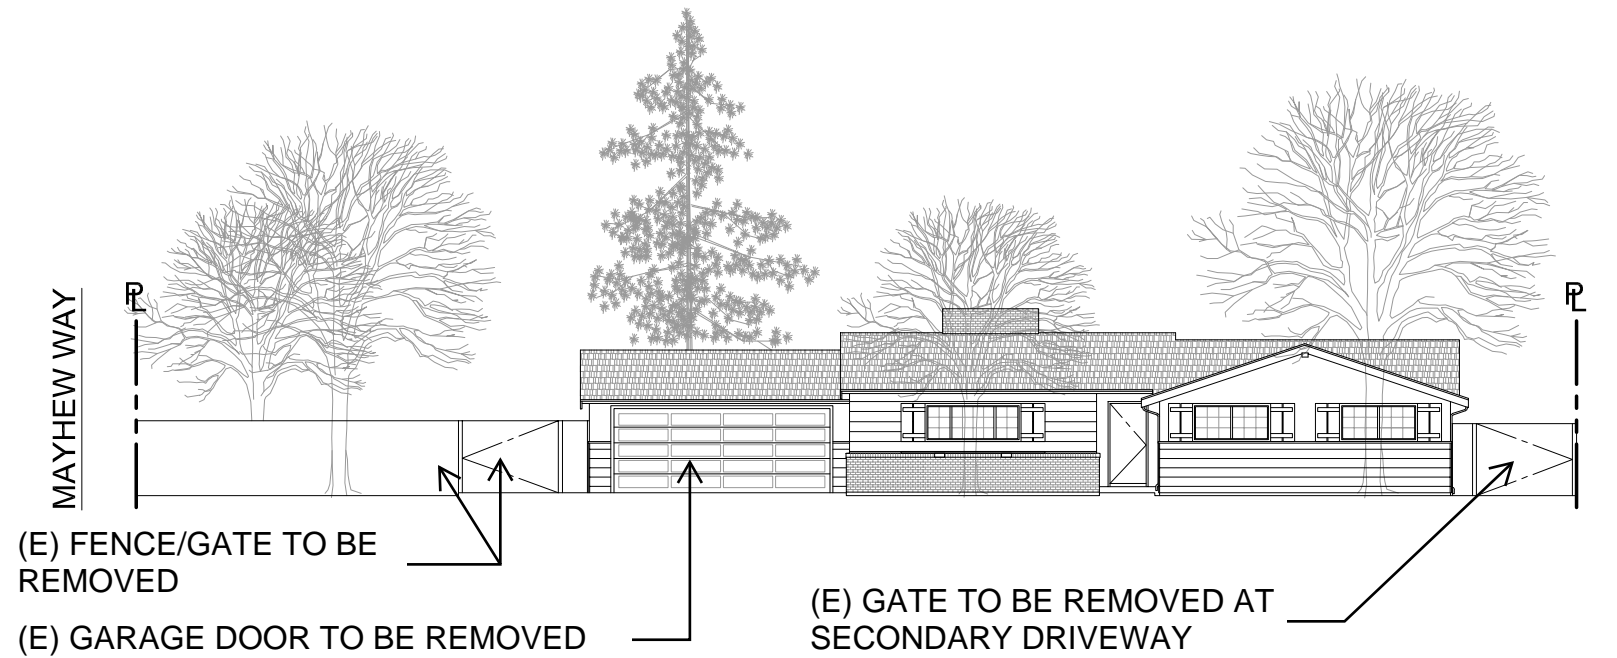 MAYHEW WAY
PL
PL
(E) FENCE/GATE TO BE
REMOVED
(E) GARAGE DOOR TO BE REMOVED
(E) GATE TO BE REMOVED AT
SECONDARY DRIVEWAY